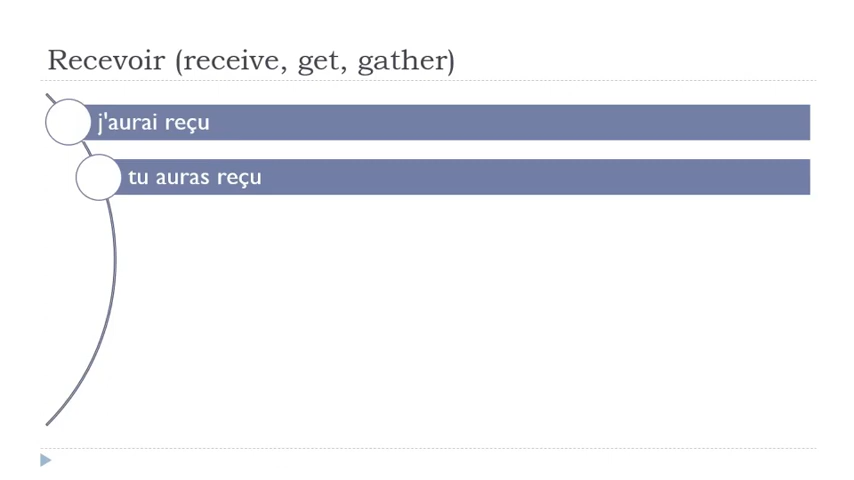 Recevoir (receive, get, gather)
j'aurai reçu
tu auras reçu